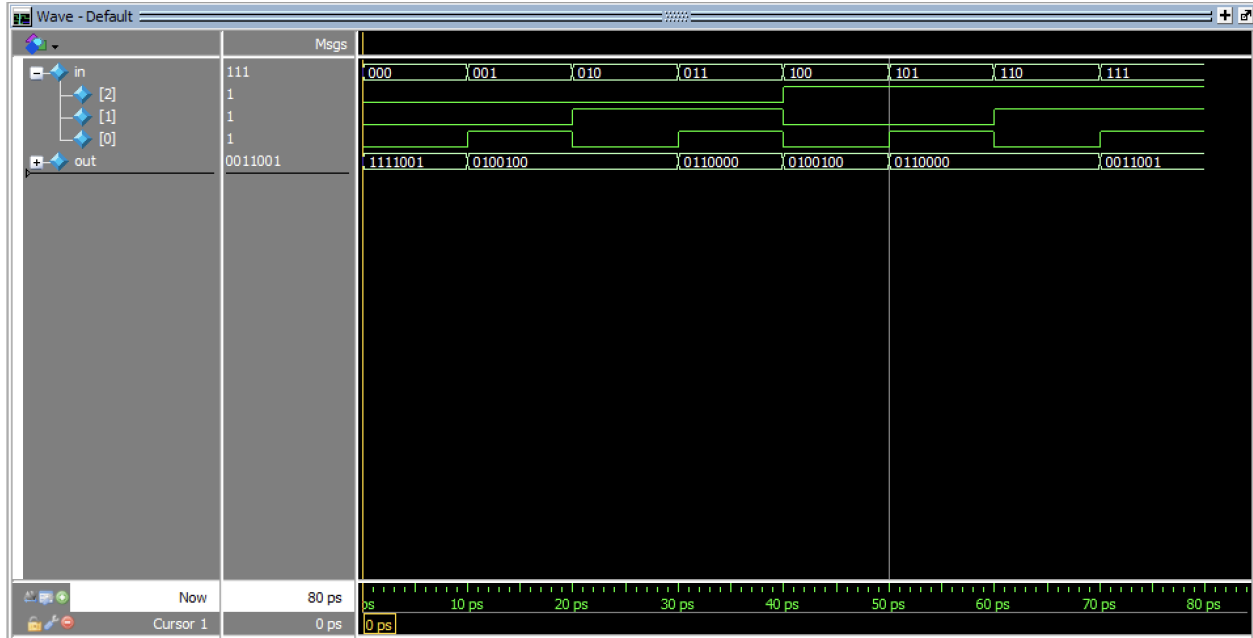 Wave - Default
Msgs
in 111 000 001 010 011 100 101 110 111
[2] 1
[1] 1
[0] 1
out 0011001 1111001 0100100 0110000 0100100 0110000 0011001
Now 80 ps ps 10 ps 20 ps 30 ps 40 ps 50 ps 60 ps 70 ps 80 ps
Cursor 1 0 ps 0 ps